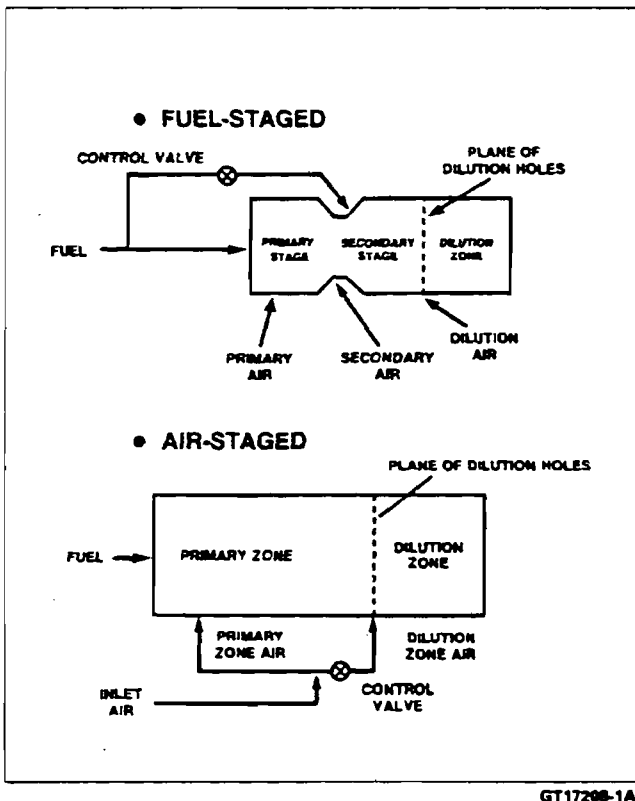 • FUEL-STAGED
CONTROL VALVE
PLANE OF
DILUTION HOLES
FUEL
PRIMARY
STAGE
SECONDARY
STAGE
DILUTION
ZONE
PRIMARY
AIR
SECONDARY
AIR
DILUTION
AIR
• AIR-STAGED
PLANE OF DILUTION HOLES
FUEL
PRIMARY ZONE
DILUTION
ZONE
PRIMARY
ZONE AIR
DILUTION
ZONE AIR
INLET
AIR
CONTROL
VALVE
GT17208-1A